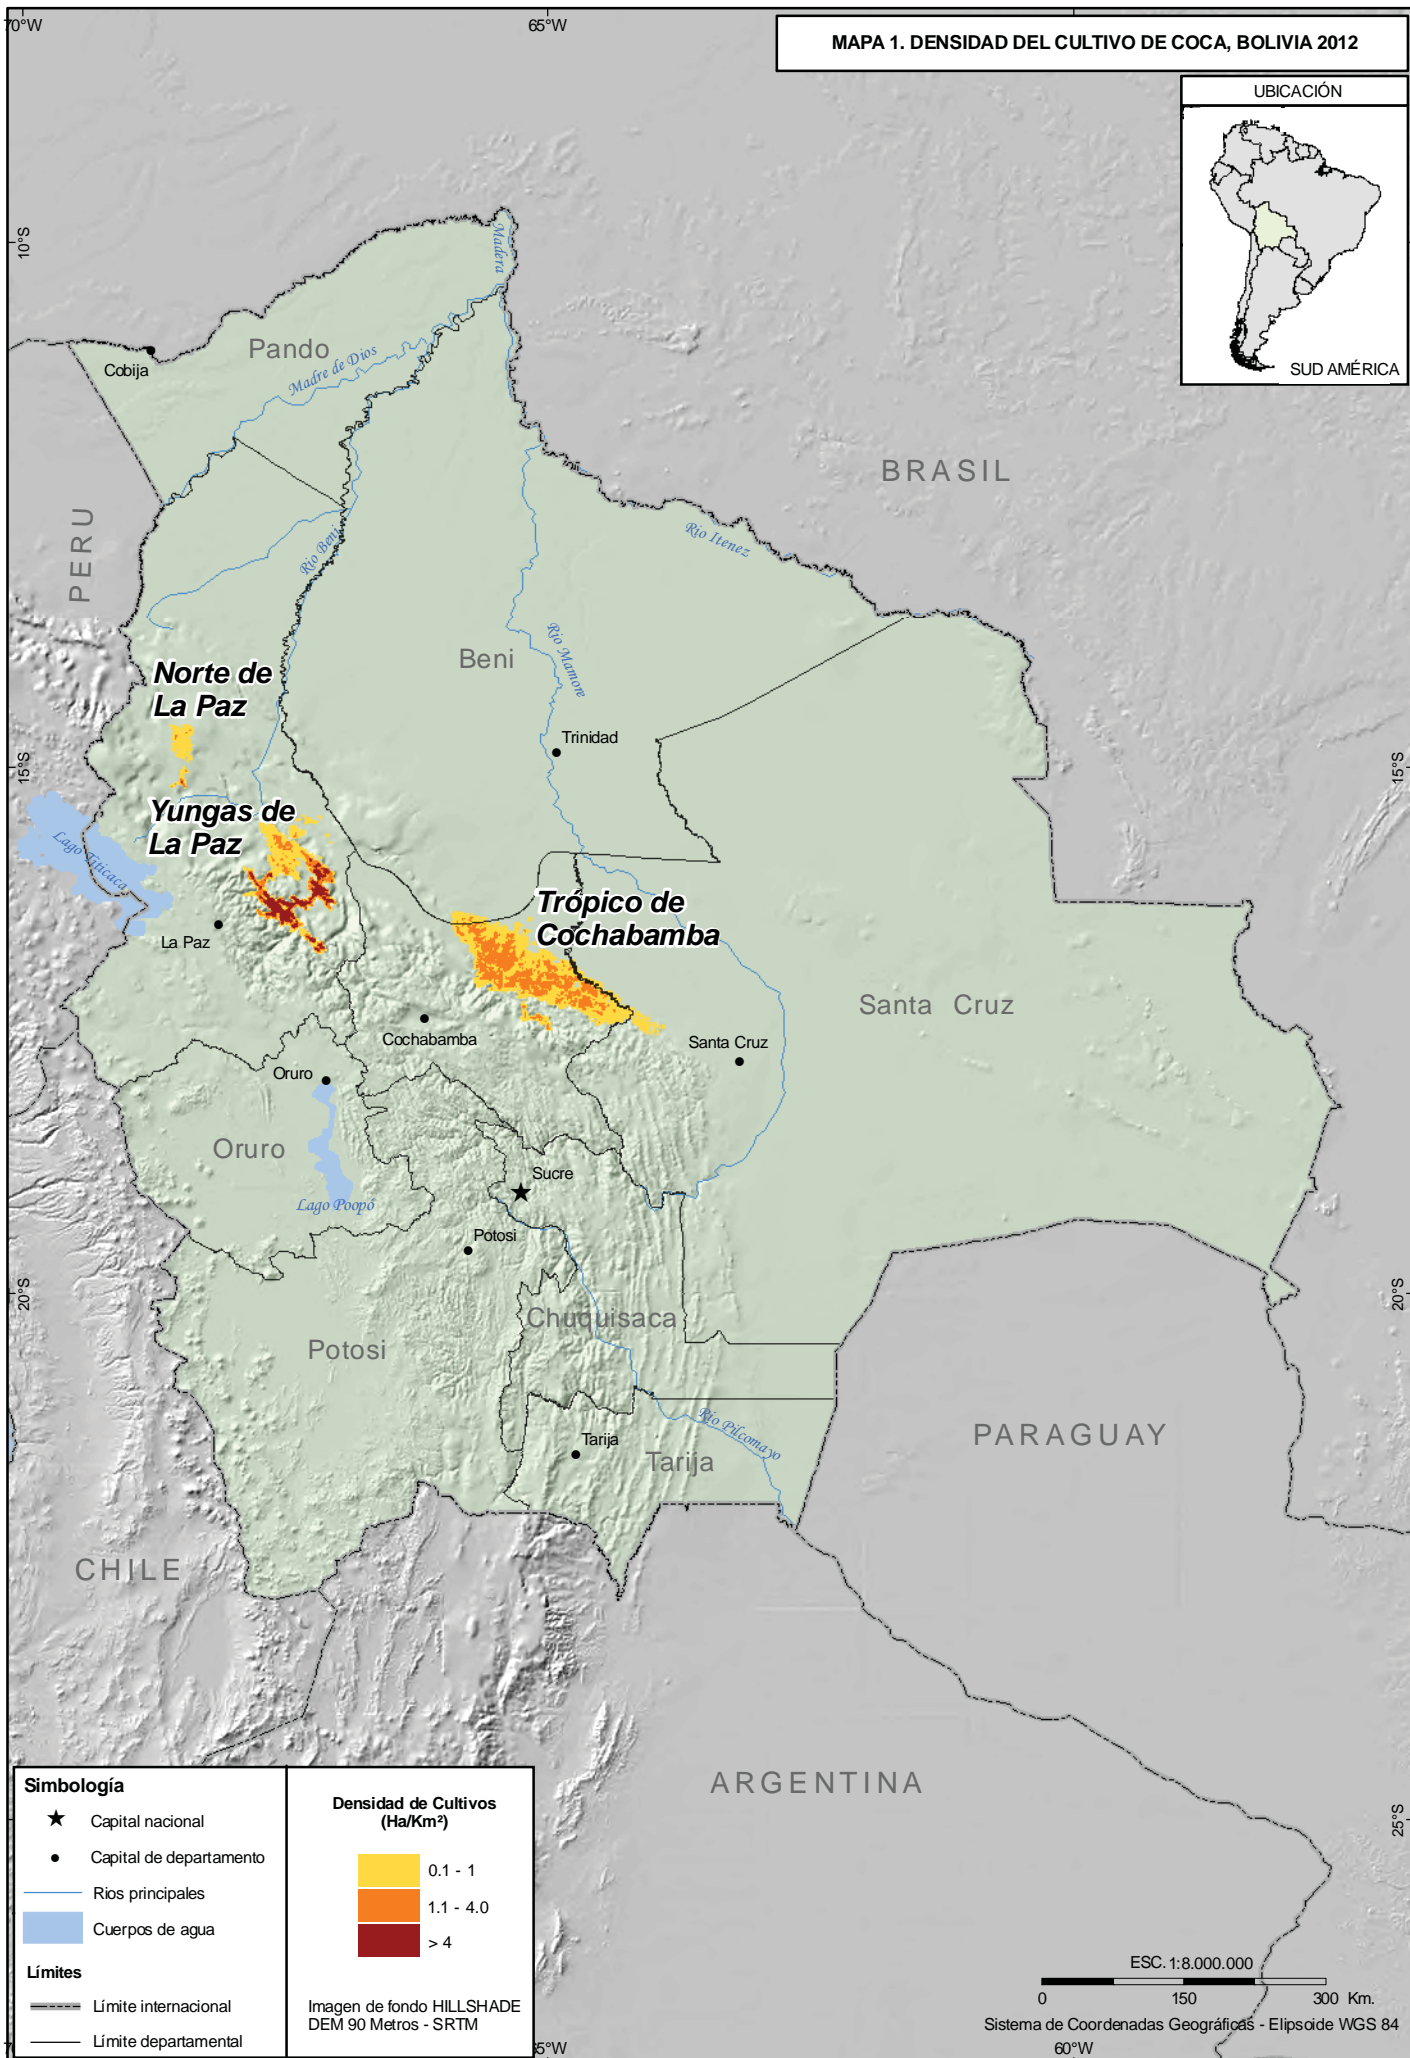 70°W
65°W
MAPA 1. DENSIDAD DEL CULTIVO DE COCA, BOLIVIA 2012
UBICACIÓN
SUD AMÉRICA
10°S
Madera
Pando
Cobija
Madre de Dios
BRASIL
PERU
Rio Beni
Rio Itenez
Beni
Rio Mamore
Norte de
La Paz
Trinidad
15°S
15°S
Yungas de
La Paz
Lago Titicaca
La Paz
Trópico de
Cochabamba
Santa Cruz
Cochabamba
Santa Cruz
Oruro
Oruro
Sucre
Lago Poopó
Potosi
20°S
20°S
Chuquisaca
Potosi
Rio Pilcomayo
PARAGUAY
Tarija
Tarija
CHILE
ARGENTINA
25°S
Simbología
Capital nacional
Capital de departamento
Rios principales
Cuerpos de agua
Límites
Límite internacional
Límite departamental
Densidad de Cultivos
(Ha/Km²)
0.1 - 1
1.1 - 4.0
> 4
Imagen de fondo HILLSHADE
DEM 90 Metros - SRTM
ESC. 1:8.000.000
0 150 300 Km.
Sistema de Coordenadas Geográficas - Elipsoide WGS 84
60°W